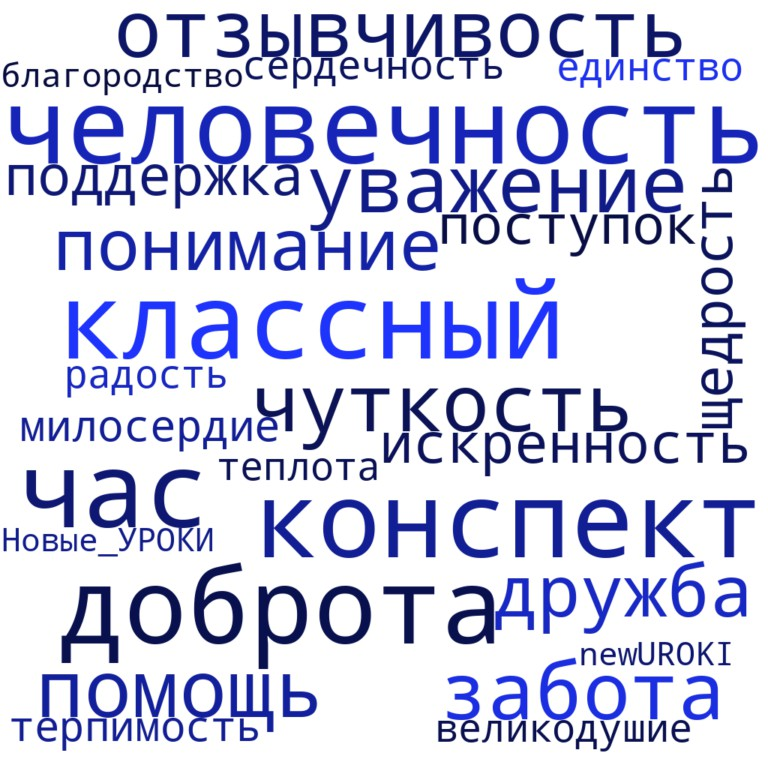 отзывчивость
благородство сердечность единство
человечность
поддержка уважение
щедрость
понимание поступок
классный
радость
чуткость
милосердие искренность
теплота
час
конспект
Новые_УРОКИ
доброта дружба
newUROKI
помощь забота
терпимость великодушие